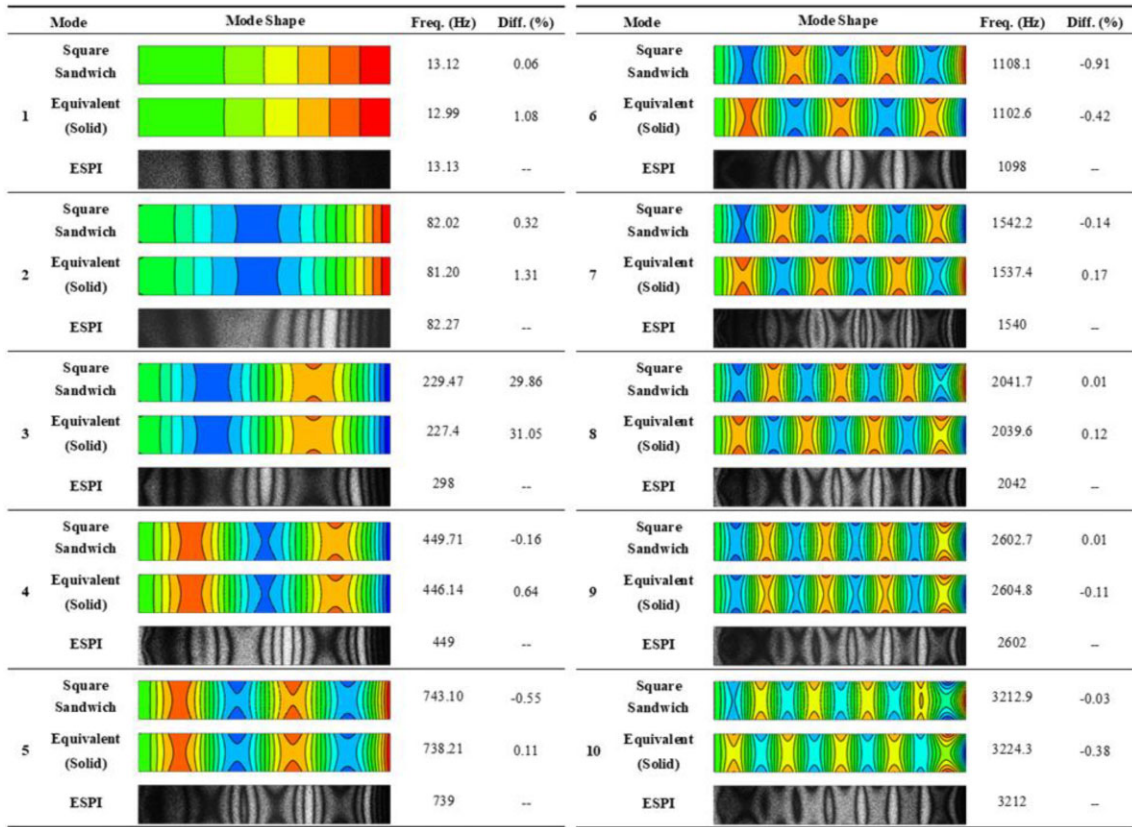 Mode Mode Shape Freq. (Hz) Diff. (%)
Square
Sandwich 13.12 0.06
1 Equivalent
(Solid) 12.99 1.08
ESPI 13.13 --
Square
Sandwich 82.02 0.32
2 Equivalent
(Solid) 81.20 1.31
ESPI 82.27 --
Square
Sandwich 229.47 29.86
3 Equivalent
(Solid) 227.4 31.05
ESPI 298 --
Square
Sandwich 449.71 -0.16
4 Equivalent
(Solid) 446.14 0.64
ESPI 449 --
Square
Sandwich 743.10 -0.55
5 Equivalent
(Solid) 738.21 0.11
ESPI 739 --
Mode Mode Shape Freq. (Hz) Diff. (%)
Square
Sandwich 1108.1 -0.91
6 Equivalent
(Solid) 1102.6 -0.42
ESPI 1098 --
Square
Sandwich 1542.2 -0.14
7 Equivalent
(Solid) 1537.4 0.17
ESPI 1540 --
Square
Sandwich 2041.7 0.01
8 Equivalent
(Solid) 2039.6 0.12
ESPI 2042 --
Square
Sandwich 2602.7 0.01
9 Equivalent
(Solid) 2604.8 -0.11
ESPI 2602 --
Square
Sandwich 3212.9 -0.03
10 Equivalent
(Solid) 3224.3 -0.38
ESPI 3212 --